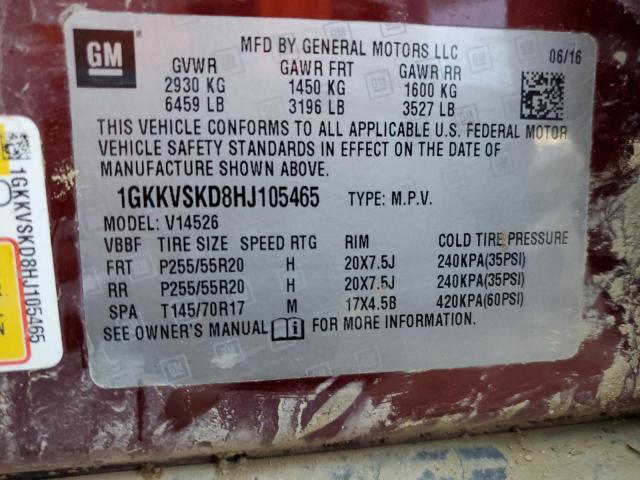 GM
MFD BY GENERAL MOTORS LLC
06/16
GVWR GAWR FRT GAWR RR
2930 KG 1450 KG 1600 KG
6459 LB 3196 LB 3527 LB
THIS VEHICLE CONFORMS TO ALL APPLICABLE U.S. FEDERAL MOTOR
VEHICLE SAFETY STANDARDS IN EFFECT ON THE DATE OF
MANUFACTURE SHOWN ABOVE.
1GKKVSKD8HJ105465 TYPE: M.P.V.
MODEL: V14526
VBBF TIRE SIZE SPEED RTG RIM COLD TIRE PRESSURE
FRT P255/55R20 H 20X7.5J 240KPA(35PSI)
RR P255/55R20 H 20X7.5J 240KPA(35PSI)
SPA T145/70R17 M 17X4.5B 420KPA(60PSI)
SEE OWNER'S MANUAL FOR MORE INFORMATION.
1GKKVSKD8HJ105465